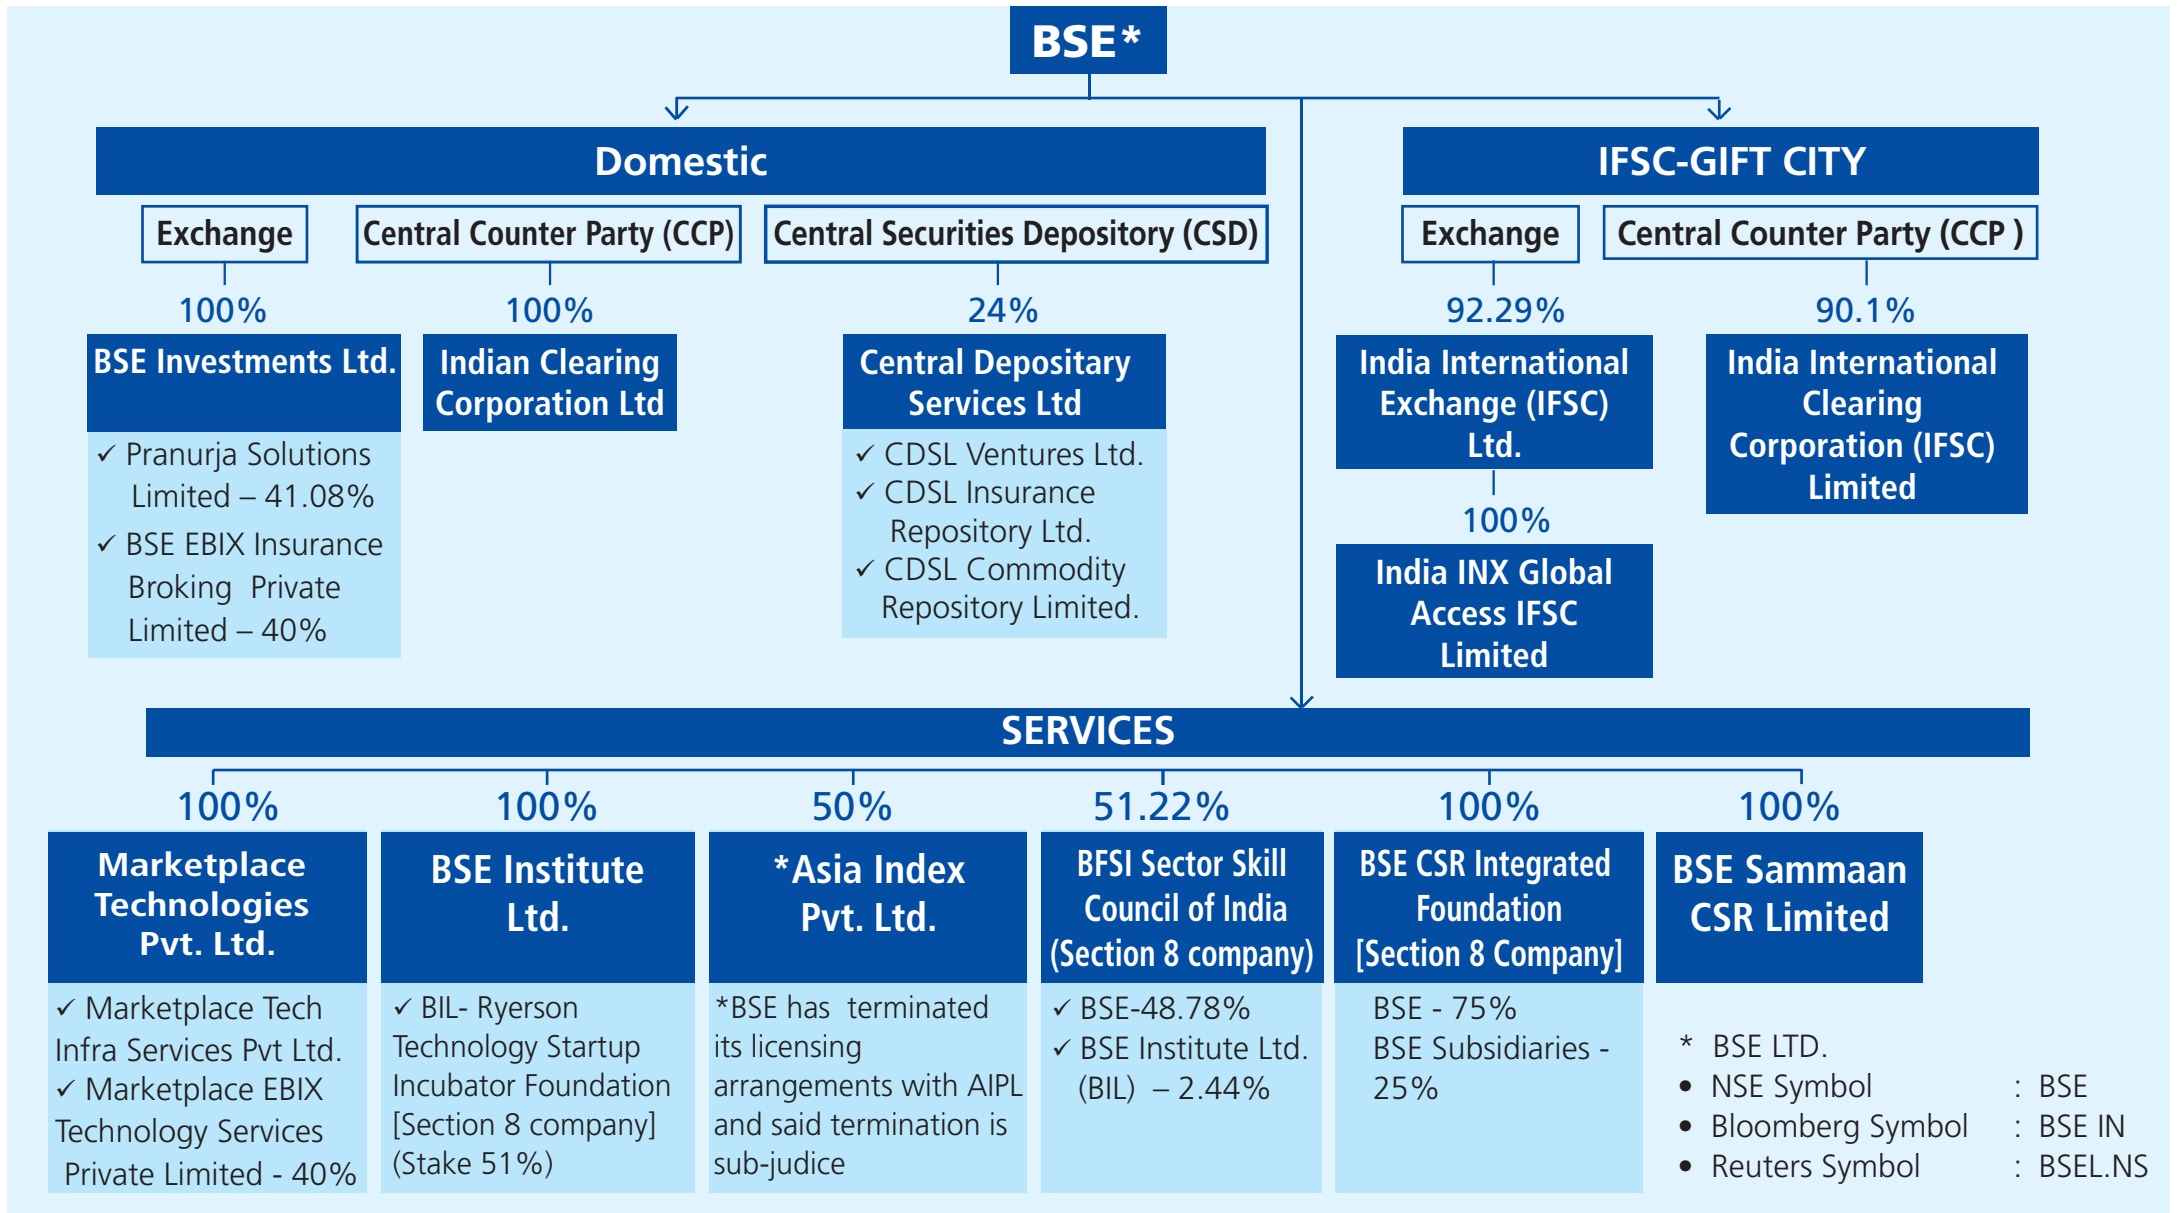 BSE*
Domestic
Exchange
100%
BSE Investments Ltd.
✓ Pranurja Solutions
Limited – 41.08%
✓ BSE EBIX Insurance
Broking Private
Limited – 40%
Central Counter Party (CCP)
100%
Indian Clearing
Corporation Ltd
Central Securities Depository (CSD)
24%
Central Depositary
Services Ltd
✓ CDSL Ventures Ltd.
✓ CDSL Insurance
Repository Ltd.
✓ CDSL Commodity
Repository Limited.
IFSC-GIFT CITY
Exchange
92.29%
India International
Exchange (IFSC)
Ltd.
100%
India INX Global
Access IFSC
Limited
Central Counter Party (CCP )
90.1%
India International
Clearing
Corporation (IFSC)
Limited
SERVICES
100%
Marketplace
Technologies
Pvt. Ltd.
✓ Marketplace Tech
Infra Services Pvt Ltd.
✓ Marketplace EBIX
Technology Services
Private Limited - 40%
100%
BSE Institute
Ltd.
✓ BIL- Ryerson
Technology Startup
Incubator Foundation
[Section 8 company]
(Stake 51%)
50%
*Asia Index
Pvt. Ltd.
*BSE has terminated
its licensing
arrangements with AIPL
and said termination is
sub-judice
51.22%
BFSI Sector Skill
Council of India
(Section 8 company)
✓ BSE-48.78%
✓ BSE Institute Ltd.
(BIL) – 2.44%
100%
BSE CSR Integrated
Foundation
[Section 8 Company]
BSE - 75%
BSE Subsidiaries -
25%
100%
BSE Sammaan
CSR Limited
* BSE LTD.
• NSE Symbol : BSE
• Bloomberg Symbol : BSE IN
• Reuters Symbol : BSEL.NS